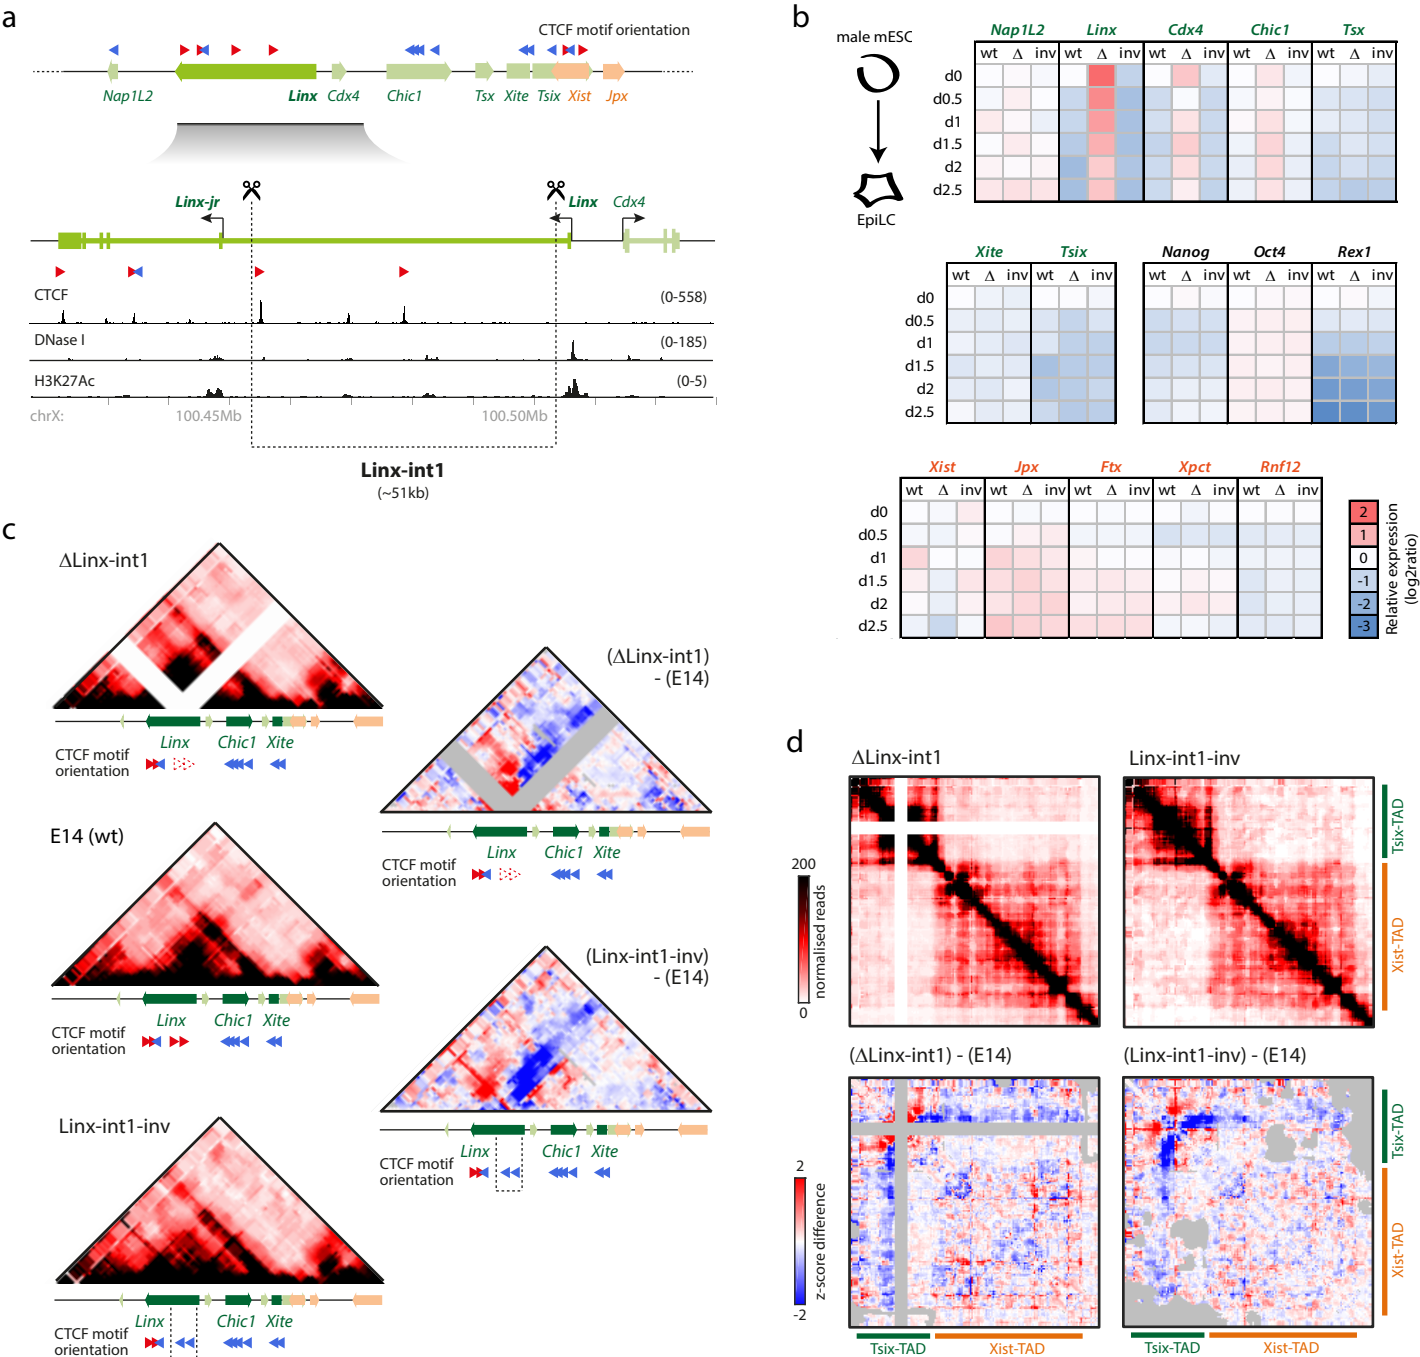 a
CTCF motif orientation
Nap1L2
Linx
Cdx4
Chic1
Tsx
Xite
Tsix
Xist
Jpx
Linx-jr
Linx
Cdx4
CTCF
(0-558)
DNase I
(0-185)
H3K27Ac
(0-5)
chrX:
100.45Mb
100.50Mb
Linx-int1
(~51kb)
b
male mESC
EpiLC
Nap1L2 Linx Cdx4 Chic1 Tsx
wt Δ inv wt Δ inv wt Δ inv wt Δ inv wt Δ inv
d0
d0.5
d1
d1.5
d2
d2.5
Xite Tsix
wt Δ inv wt Δ inv
Nanog Oct4 Rex1
wt Δ inv wt Δ inv wt Δ inv
d0
d0.5
d1
d1.5
d2
d2.5
Xist Jpx Ftx Xpct Rnf12
wt Δ inv wt Δ inv wt Δ inv wt Δ inv wt Δ inv
d0
d0.5
d1
d1.5
d2
d2.5
2
1
0
-1
-2
-3
Relative expression
(log2ratio)
c
ΔLinx-int1
Linx Chic1 Xite
CTCF motif
orientation
E14 (wt)
Linx Chic1 Xite
CTCF motif
orientation
Linx-int1-inv
Linx Chic1 Xite
CTCF motif
orientation
(ΔLinx-int1)
- (E14)
Linx Chic1 Xite
CTCF motif
orientation
(Linx-int1-inv)
- (E14)
Linx Chic1 Xite
CTCF motif
orientation
d
ΔLinx-int1
Linx-int1-inv
200
0
normalised reads
Tsix-TAD
Xist-TAD
(ΔLinx-int1) - (E14)
(Linx-int1-inv) - (E14)
2
-2
z-score difference
Tsix-TAD
Xist-TAD
Tsix-TAD
Xist-TAD
Tsix-TAD
Xist-TAD